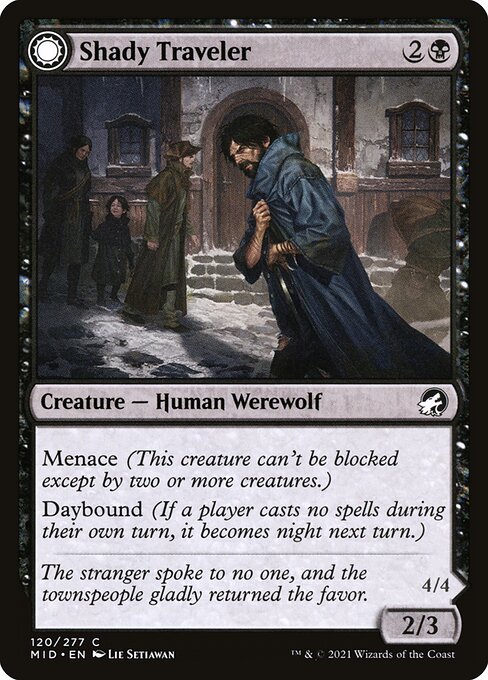 Shady Traveler 2
Creature — Human Werewolf
Menace (This creature can't be blocked
except by two or more creatures.)
Daybound (If a player casts no spells during
their own turn, it becomes night next turn.)
The stranger spoke to no one, and the
townspeople gladly returned the favor.
4/4
2/3
120/277 C
MID • EN Lie Setiawan
™ & © 2021 Wizards of the Coast